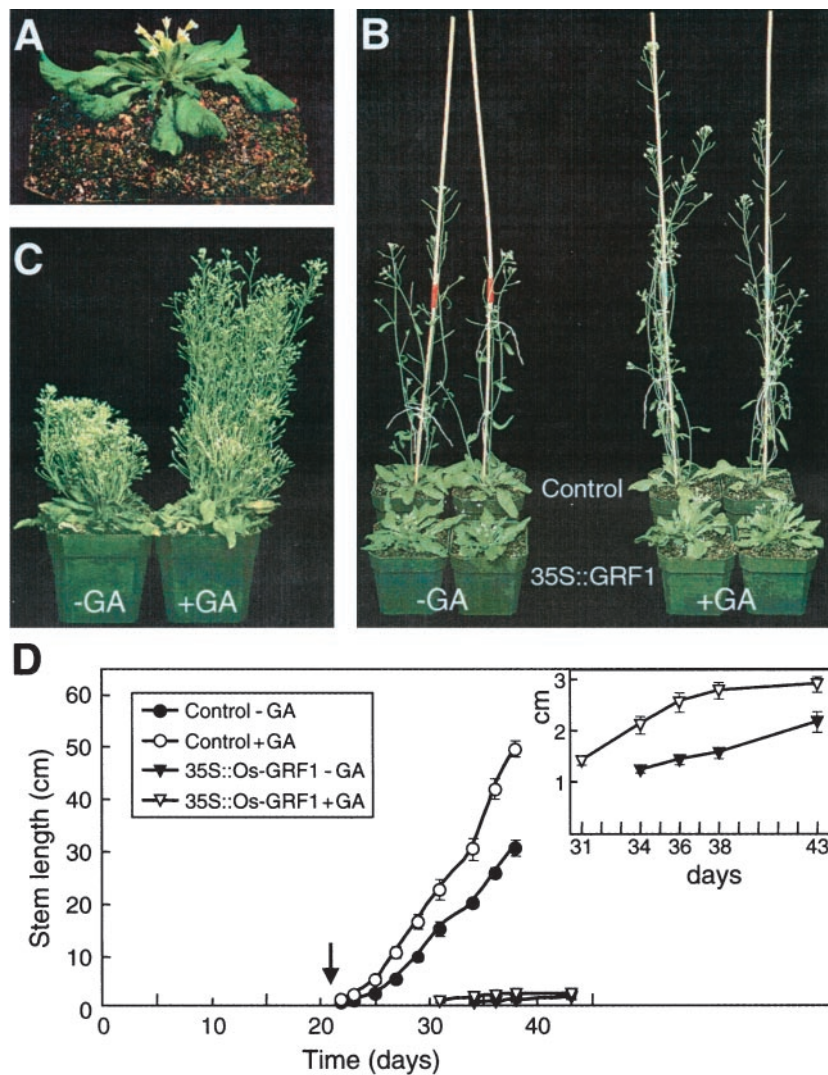 A
B
C
Control
35S::GRF1
-GA
+GA
-GA
+GA
D
Stem length (cm)
60
50
40
30
20
10
0
Control - GA
Control + GA
35S::Os-GRF1 - GA
35S::Os-GRF1 + GA
cm
3
2
1
31
34
36
38
43
days
0
10
20
30
40
Time (days)